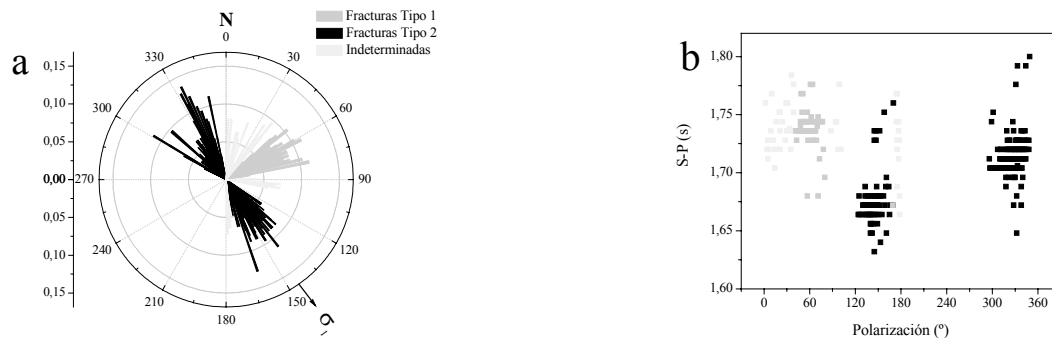 a
N
Fracturas Tipo 1
Fracturas Tipo 2
Indeterminadas
0
30
60
90
120
150
180
210
240
270
300
330
0,15
0,10
0,05
0,00
0,05
0,10
0,15
σ₁
b
S-P (s)
1,80
1,75
1,70
1,65
1,60
0 60 120 180 240 300 360
Polarización (º)